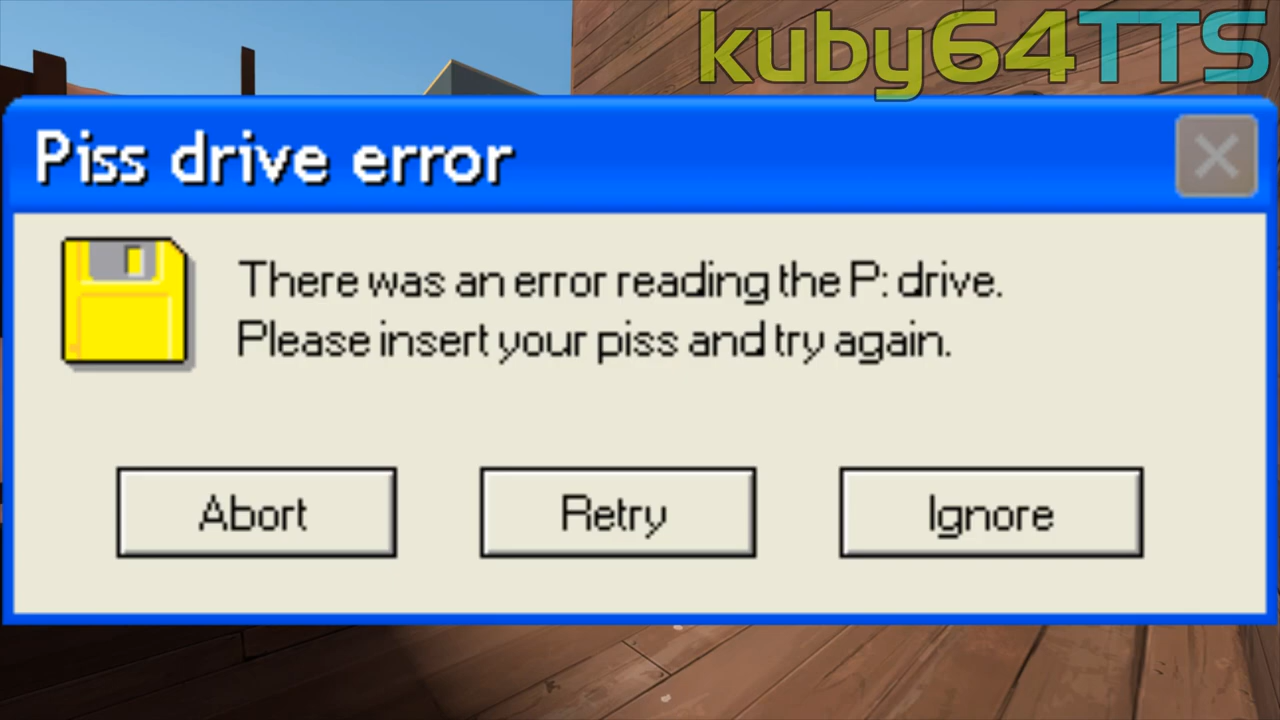 kuby64TTS
Piss drive error
There was an error reading the P: drive.
Please insert your piss and try again.
Abort
Retry
Ignore